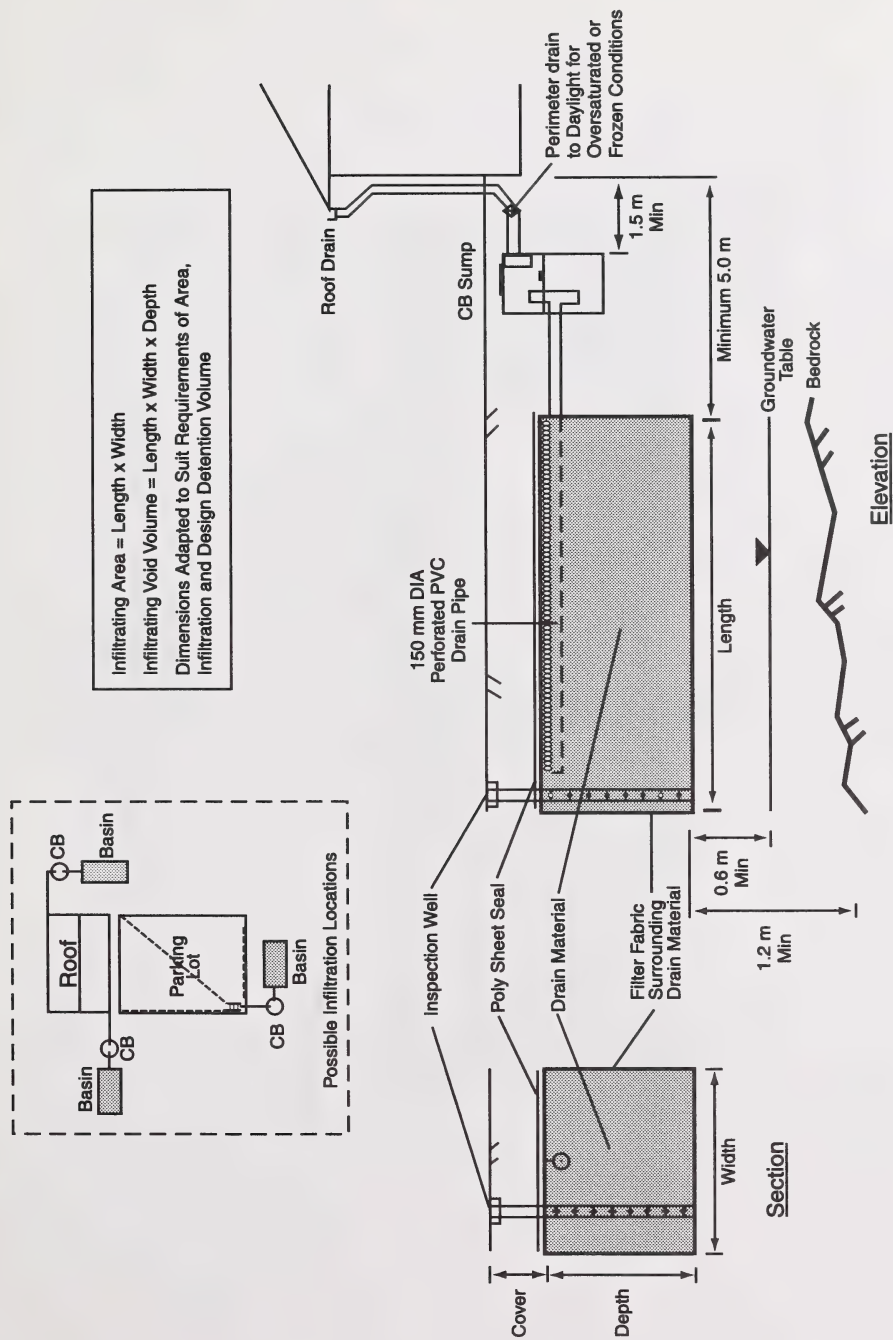 Infiltrating Area = Length x Width
Infiltrating Void Volume = Length x Width x Depth
Dimensions Adapted to Suit Requirements of Area,
Infiltration and Design Detention Volume
Roof
CB
Basin
Basin
CB
Parking
Lot
CB
Basin
Possible Infiltration Locations
Roof Drain
CB Sump
Perimeter drain
to Daylight for
Oversaturated or
Frozen Conditions
1.5 m
Min
Minimum 5.0 m
150 mm DIA
Perforated PVC
Drain Pipe
Inspection Well
Poly Sheet Seal
Drain Material
Filter Fabric
Surrounding
Drain Material
Length
Groundwater
Table
Bedrock
0.6 m
Min
1.2 m
Min
Elevation
Cover
Depth
Width
Section